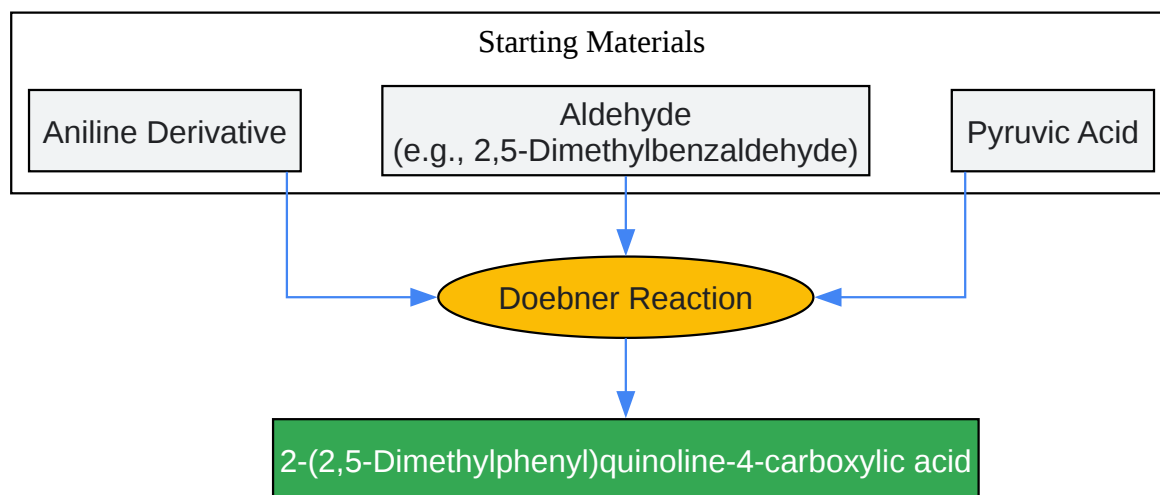 Starting Materials
Aniline Derivative
Aldehyde
(e.g., 2,5-Dimethylbenzaldehyde)
Pyruvic Acid
Doebner Reaction
2-(2,5-Dimethylphenyl)quinoline-4-carboxylic acid